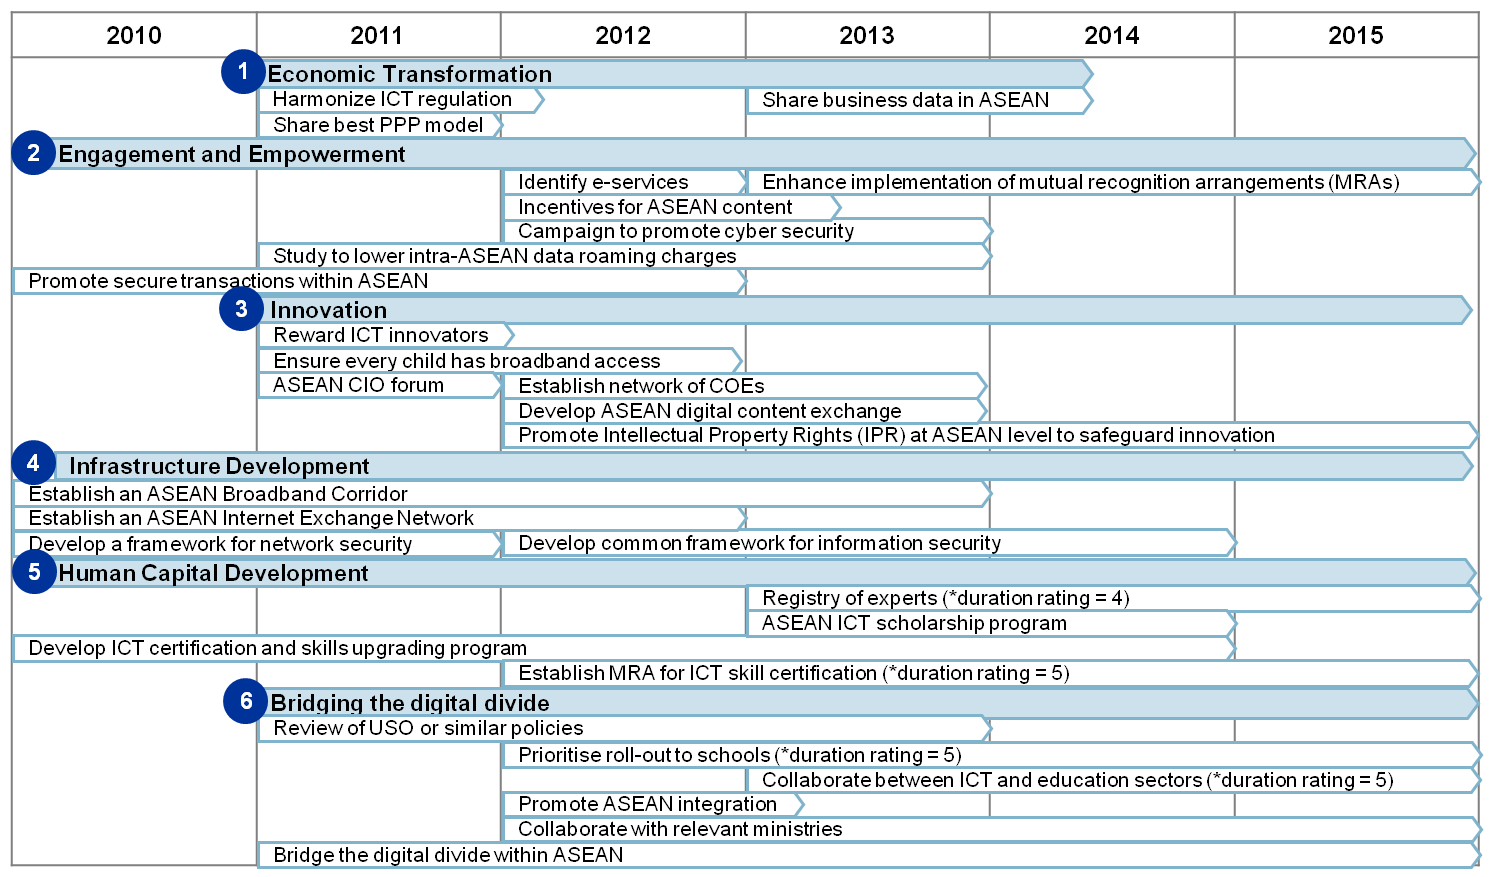 2010 2011 2012 2013 2014 2015
1 Economic Transformation
Harmonize ICT regulation Share business data in ASEAN
Share best PPP model
2 Engagement and Empowerment
Identify e-services Enhance implementation of mutual recognition arrangements (MRAs)
Incentives for ASEAN content
Campaign to promote cyber security
Study to lower intra-ASEAN data roaming charges
Promote secure transactions within ASEAN
3 Innovation
Reward ICT innovators
Ensure every child has broadband access
ASEAN CIO forum Establish network of COEs
Develop ASEAN digital content exchange
Promote Intellectual Property Rights (IPR) at ASEAN level to safeguard innovation
4 Infrastructure Development
Establish an ASEAN Broadband Corridor
Establish an ASEAN Internet Exchange Network
Develop a framework for network security Develop common framework for information security
5 Human Capital Development
Registry of experts (*duration rating = 4)
ASEAN ICT scholarship program
Develop ICT certification and skills upgrading program
Establish MRA for ICT skill certification (*duration rating = 5)
6 Bridging the digital divide
Review of USO or similar policies
Prioritise roll-out to schools (*duration rating = 5)
Collaborate between ICT and education sectors (*duration rating = 5)
Promote ASEAN integration
Collaborate with relevant ministries
Bridge the digital divide within ASEAN